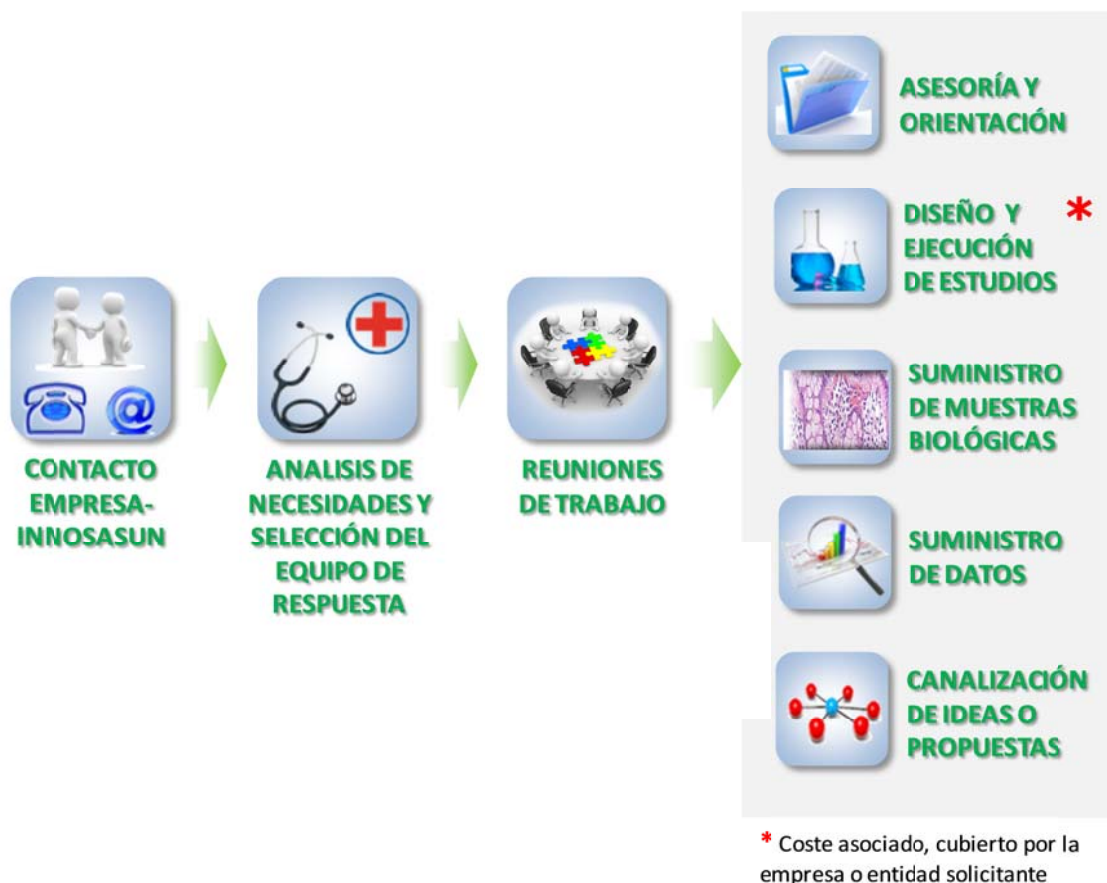 CONTACTO
EMPRESA-
INNOSASUN
ANALISIS DE
NECESIDADES Y
SELECCIÓN DEL
EQUIPO DE
RESPUESTA
REUNIONES
DE TRABAJO
ASESORÍA Y
ORIENTACIÓN
DISEÑO Y *
EJECUCIÓN
DE ESTUDIOS
SUMINISTRO
DE MUESTRAS
BIOLÓGICAS
SUMINISTRO
DE DATOS
CANALIZACIÓN
DE IDEAS O
PROPUESTAS
* Coste asociado, cubierto por la
empresa o entidad solicitante